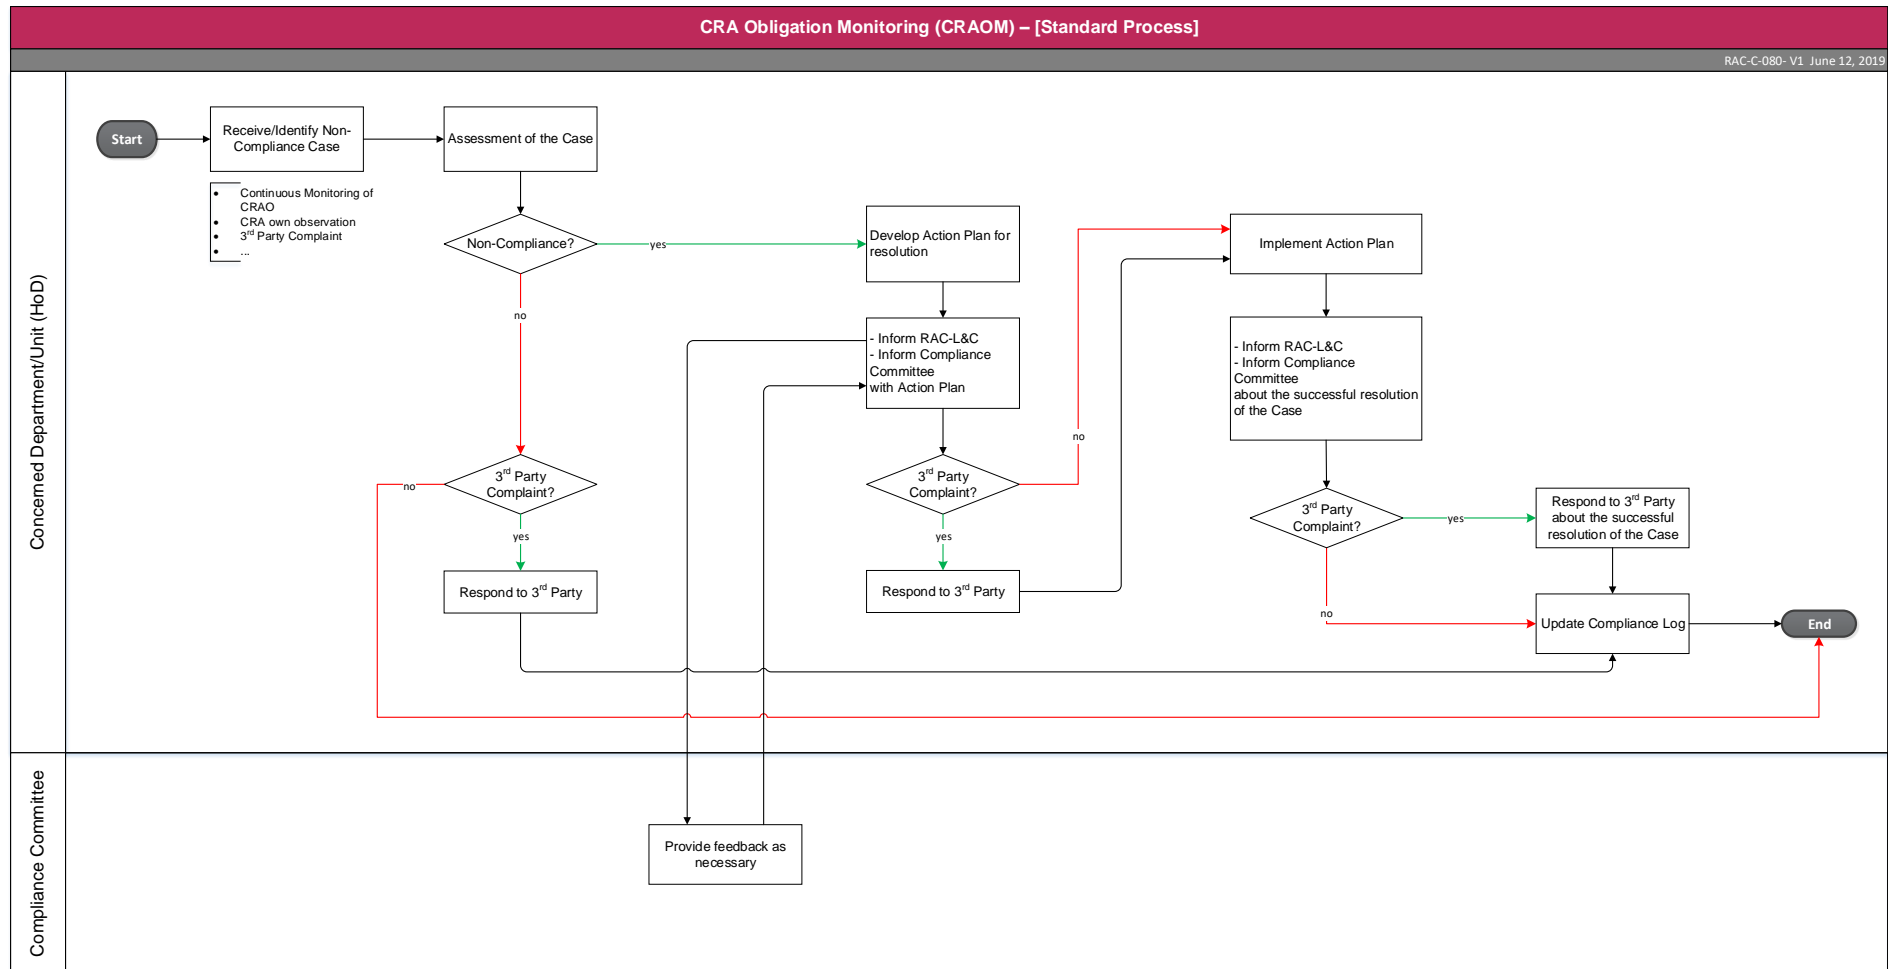 CRA Obligation Monitoring (CRAOM) – [Standard Process]
RAC-C-080- V1 June 12, 2019
Concerned Department/Unit (HoD)
Start
Receive/Identify Non-
Compliance Case
• Continuous Monitoring of
CRAO
• CRA own observation
• 3rd Party Complaint
• ...
Assessment of the Case
Non-Compliance?
yes
no
3rd Party
Complaint?
no
yes
Respond to 3rd Party
Develop Action Plan for
resolution
- Inform RAC-L&C
- Inform Compliance
Committee
with Action Plan
3rd Party
Complaint?
no
yes
Respond to 3rd Party
Implement Action Plan
- Inform RAC-L&C
- Inform Compliance
Committee
about the successful resolution
of the Case
3rd Party
Complaint?
yes
no
Respond to 3rd Party
about the successful
resolution of the Case
Update Compliance Log
End
Compliance Committee
Provide feedback as
necessary